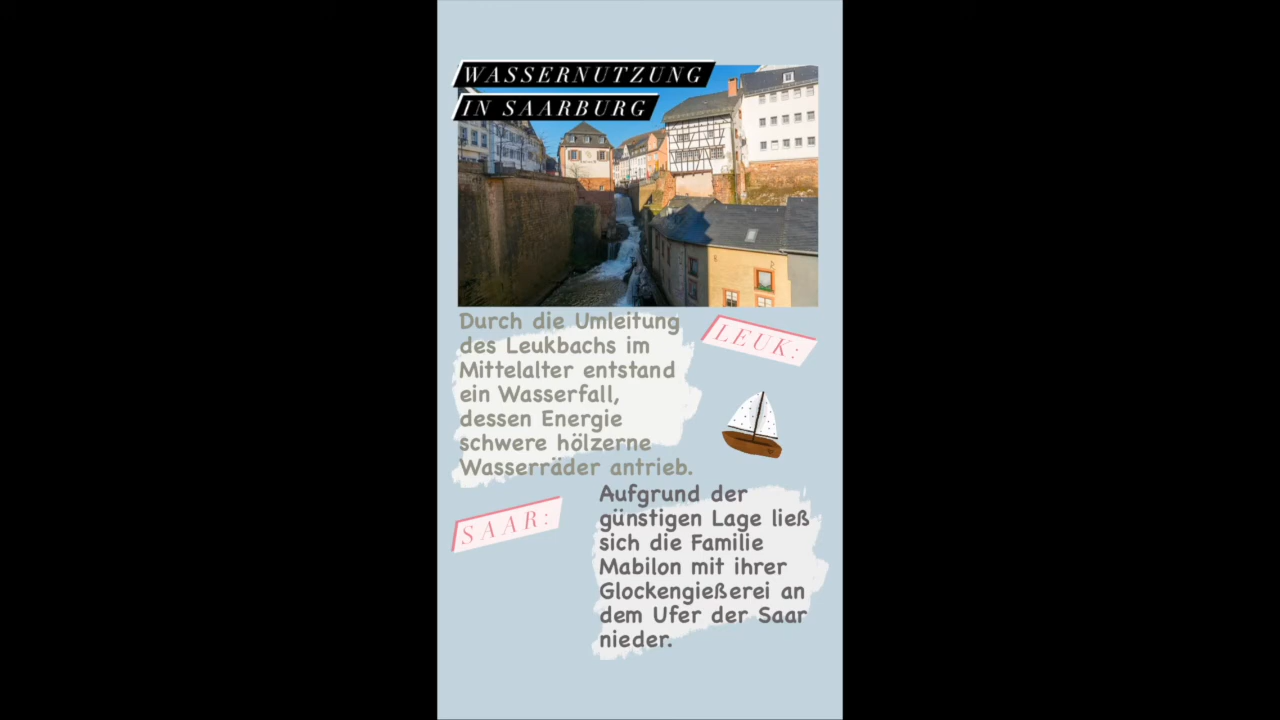 WASSERNUTZUNG
IN SAARBURG
LEUK:
Durch die Umleitung
des Leukbachs im
Mittelalter entstand
ein Wasserfall,
dessen Energie
schwere hölzerne
Wasserräder antrieb.
SAAR:
Aufgrund der
günstigen Lage ließ
sich die Familie
Mabilon mit ihrer
Glockengießerei an
dem Ufer der Saar
nieder.